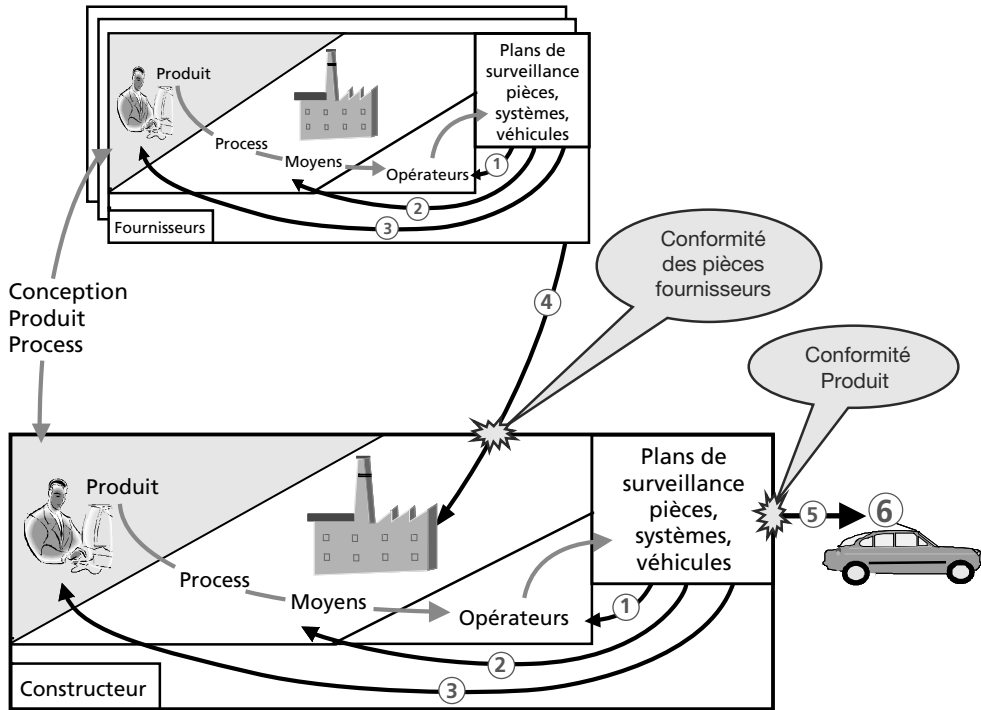 Produit
Process
Moyens
Opérateurs
Plans de
surveillance
pièces,
systèmes,
véhicules
1
2
3
Fournisseurs
4
Conformité
des pièces
fournisseurs
Conception
Produit
Process
Conformité
Produit
Produit
Process
Moyens
Opérateurs
Plans de
surveillance
pièces,
systèmes,
véhicules
5
6
1
2
3
Constructeur